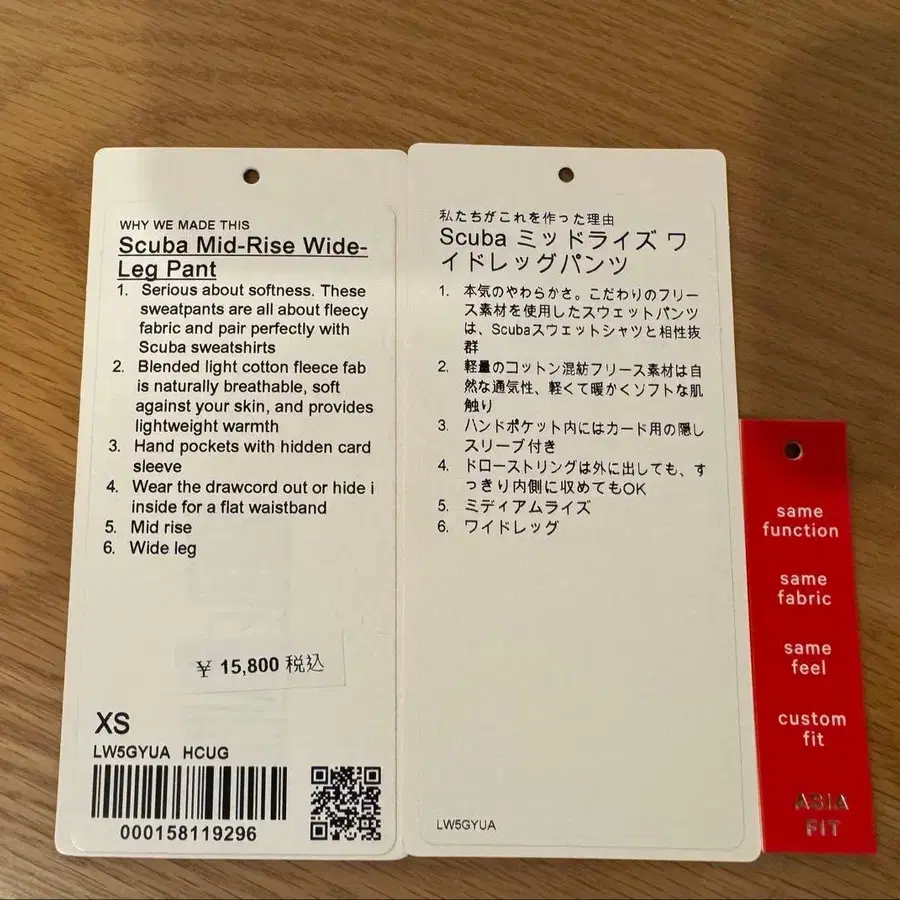 WHY WE MADE THIS
Scuba Mid-Rise Wide-
Leg Pant
1. Serious about softness. These
sweatpants are all about fleecy
fabric and pair perfectly with
Scuba sweatshirts
2. Blended light cotton fleece fab
is naturally breathable, soft
against your skin, and provides
lightweight warmth
3. Hand pockets with hidden card
sleeve
4. Wear the drawcord out or hide i
inside for a flat waistband
5. Mid rise
6. Wide leg
¥ 15,800 税込
XS
LW5GYUA HCUG
000158119296
私たちがこれを作った理由
Scuba ミッドライズ ワ
イドレッグパンツ
1. 本気のやわらかさ。こだわりのフリー
ス素材を使用したスウェットパンツ
は、Scubaスウェットシャツと相性抜
群
2. 軽量のコットン混紡フリース素材は自
然な通気性、軽くて暖かくソフトな肌
触り
3. ハンドポケット内にはカード用の隠し
スリーブ付き
4. ドローストリングは外に出しても、す
っきり内側に収めてもOK
5. ミディアムライズ
6. ワイドレッグ
LW5GYUA
same
function
same
fabric
same
feel
custom
fit
ASIA
FIT